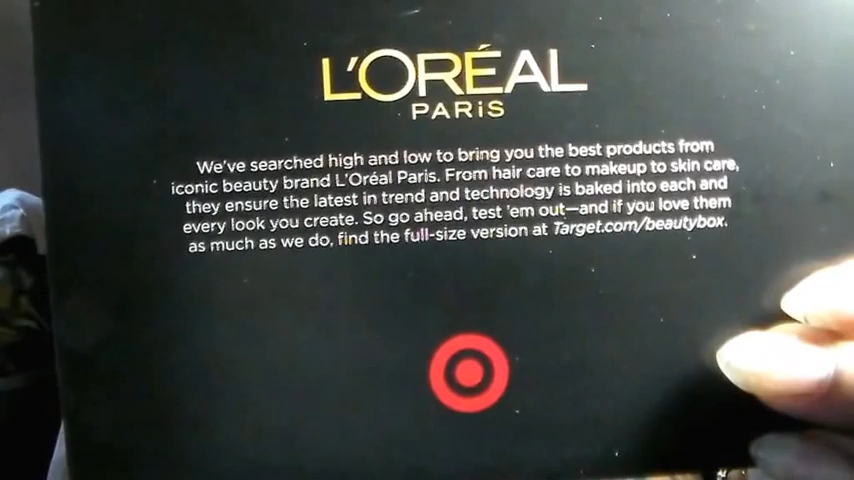 L'ORÉAL
PARIS
We've searched high and low to bring you the best products from
iconic beauty brand L'Oréal Paris. From hair care to makeup to skin care,
they ensure the latest in trend and technology is baked into each and
every look you create. So go ahead, test 'em out—and if you love them
as much as we do, find the full-size version at Target.com/beautybox.